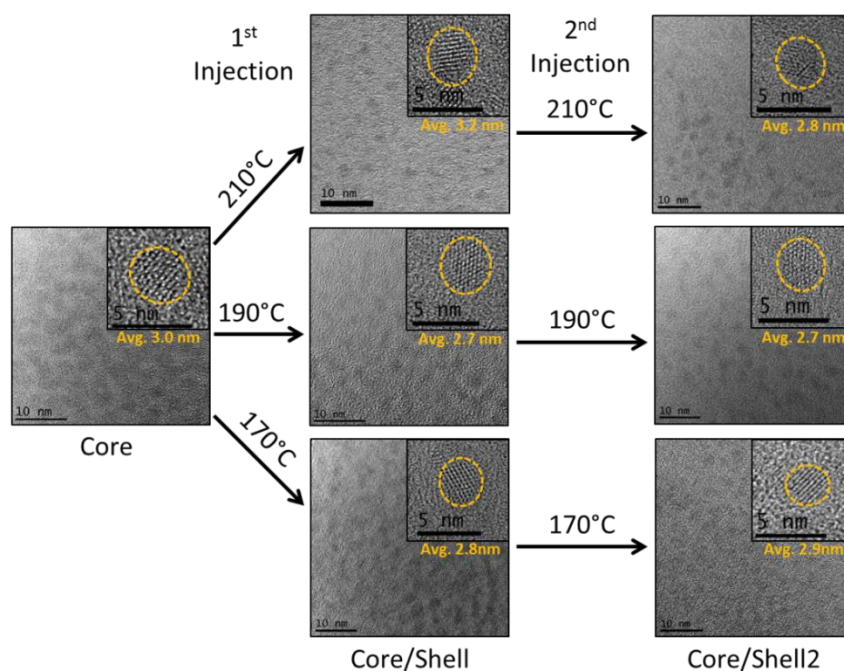 1st
Injection
2nd
Injection
5 nm
Avg. 3.2 nm
10 nm
210°C
210°C
5 nm
Avg. 2.8 nm
10 nm
5 nm
Avg. 3.0 nm
10 nm
Core
190°C
5 nm
Avg. 2.7 nm
10 nm
190°C
5 nm
Avg. 2.7 nm
10 nm
170°C
5 nm
Avg. 2.8nm
10 nm
Core/Shell
170°C
5 nm
Avg. 2.9nm
10 nm
Core/Shell2